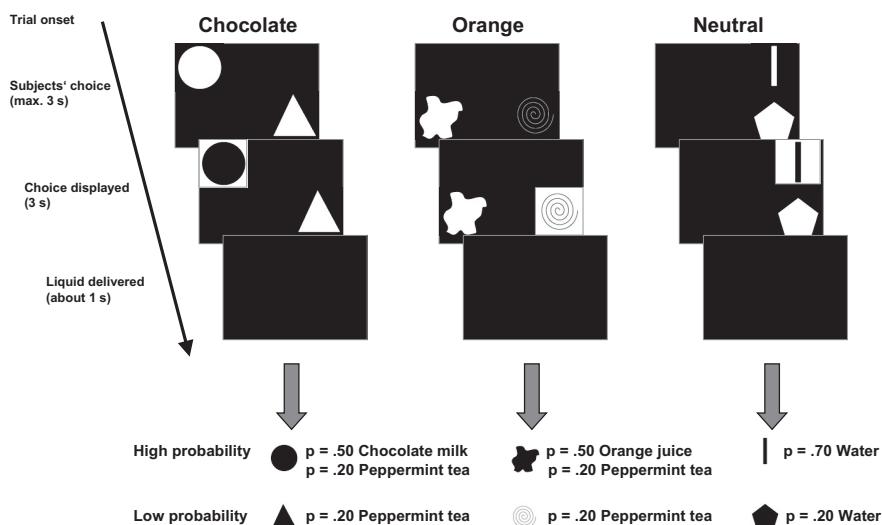 Trial onset
Chocolate
Orange
Neutral
Subjects‘ choice
(max. 3 s)
Choice displayed
(3 s)
Liquid delivered
(about 1 s)
High probability
p = .50 Chocolate milk
p = .20 Peppermint tea
p = .50 Orange juice
p = .20 Peppermint tea
p = .70 Water
Low probability
p = .20 Peppermint tea
p = .20 Peppermint tea
p = .20 Water